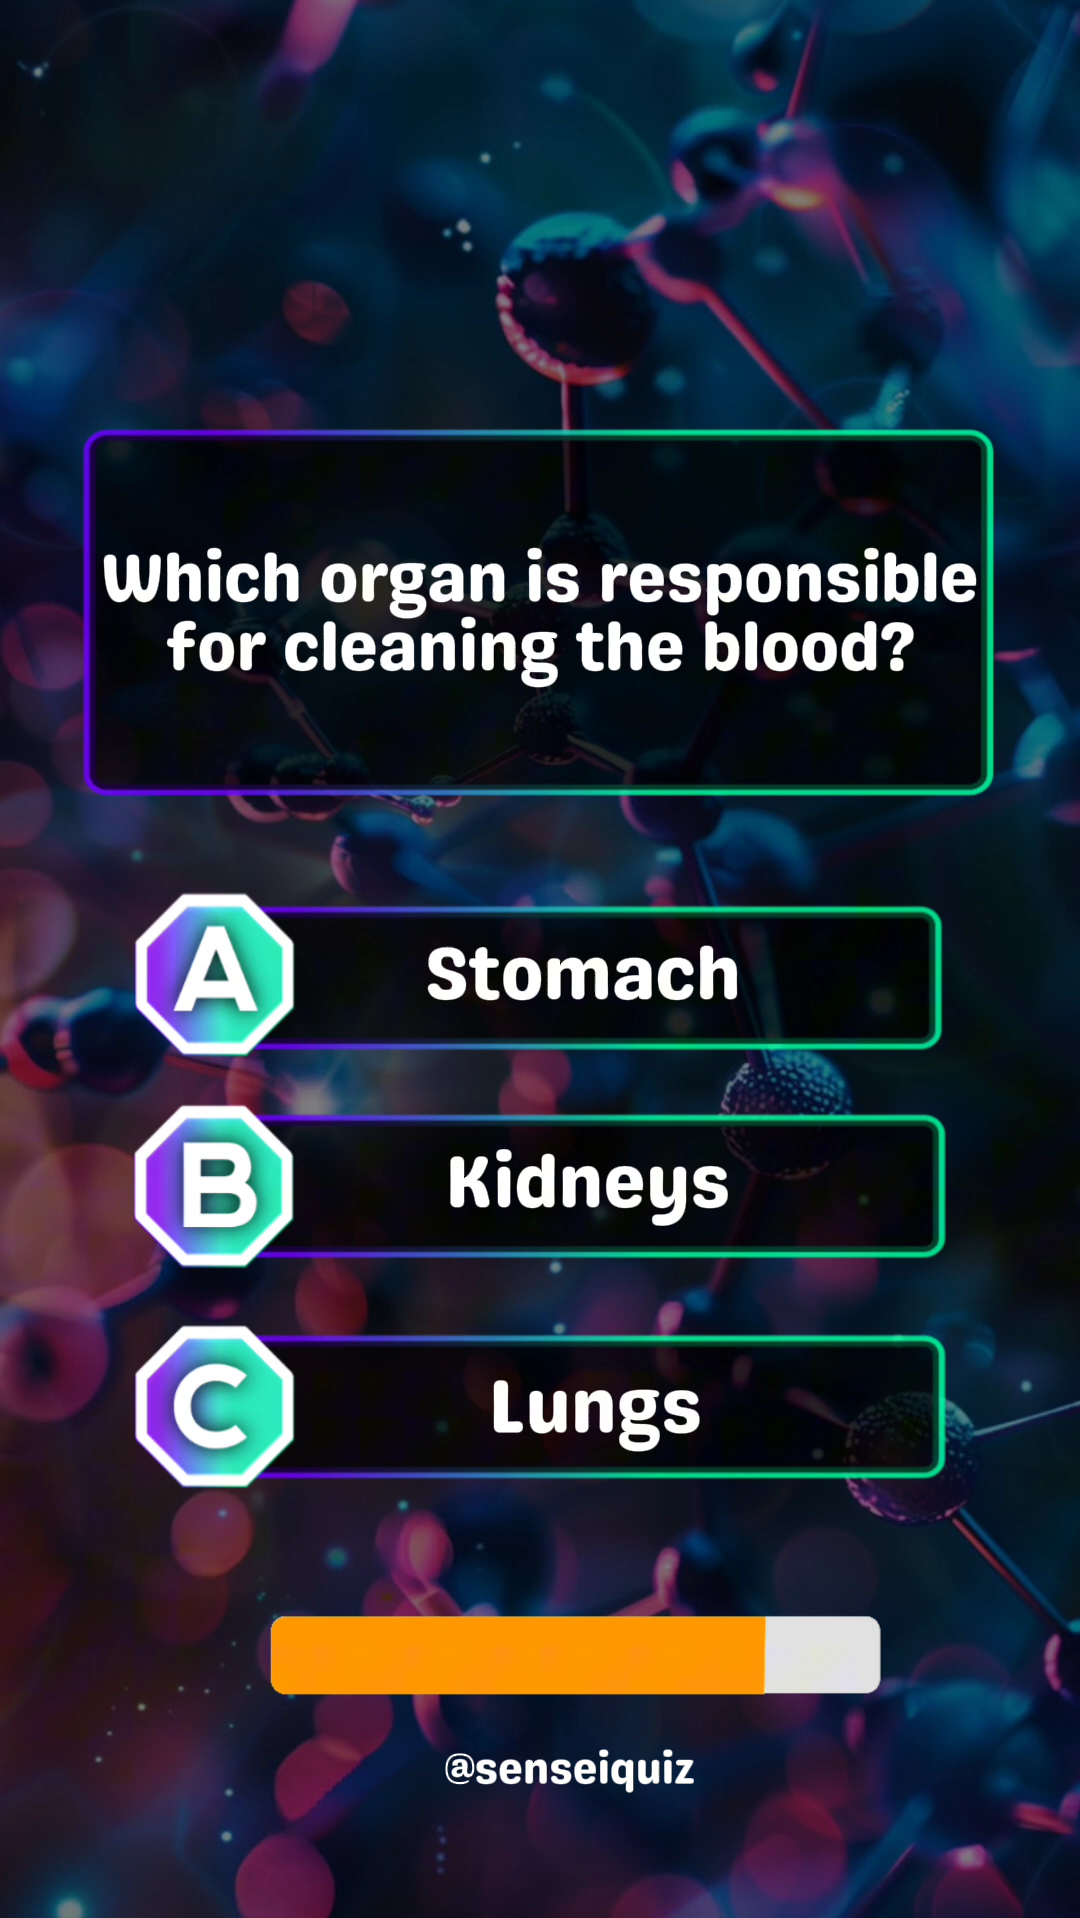 Which organ is responsible
for cleaning the blood?
A
Stomach
B
Kidneys
C
Lungs
@senseiquiz